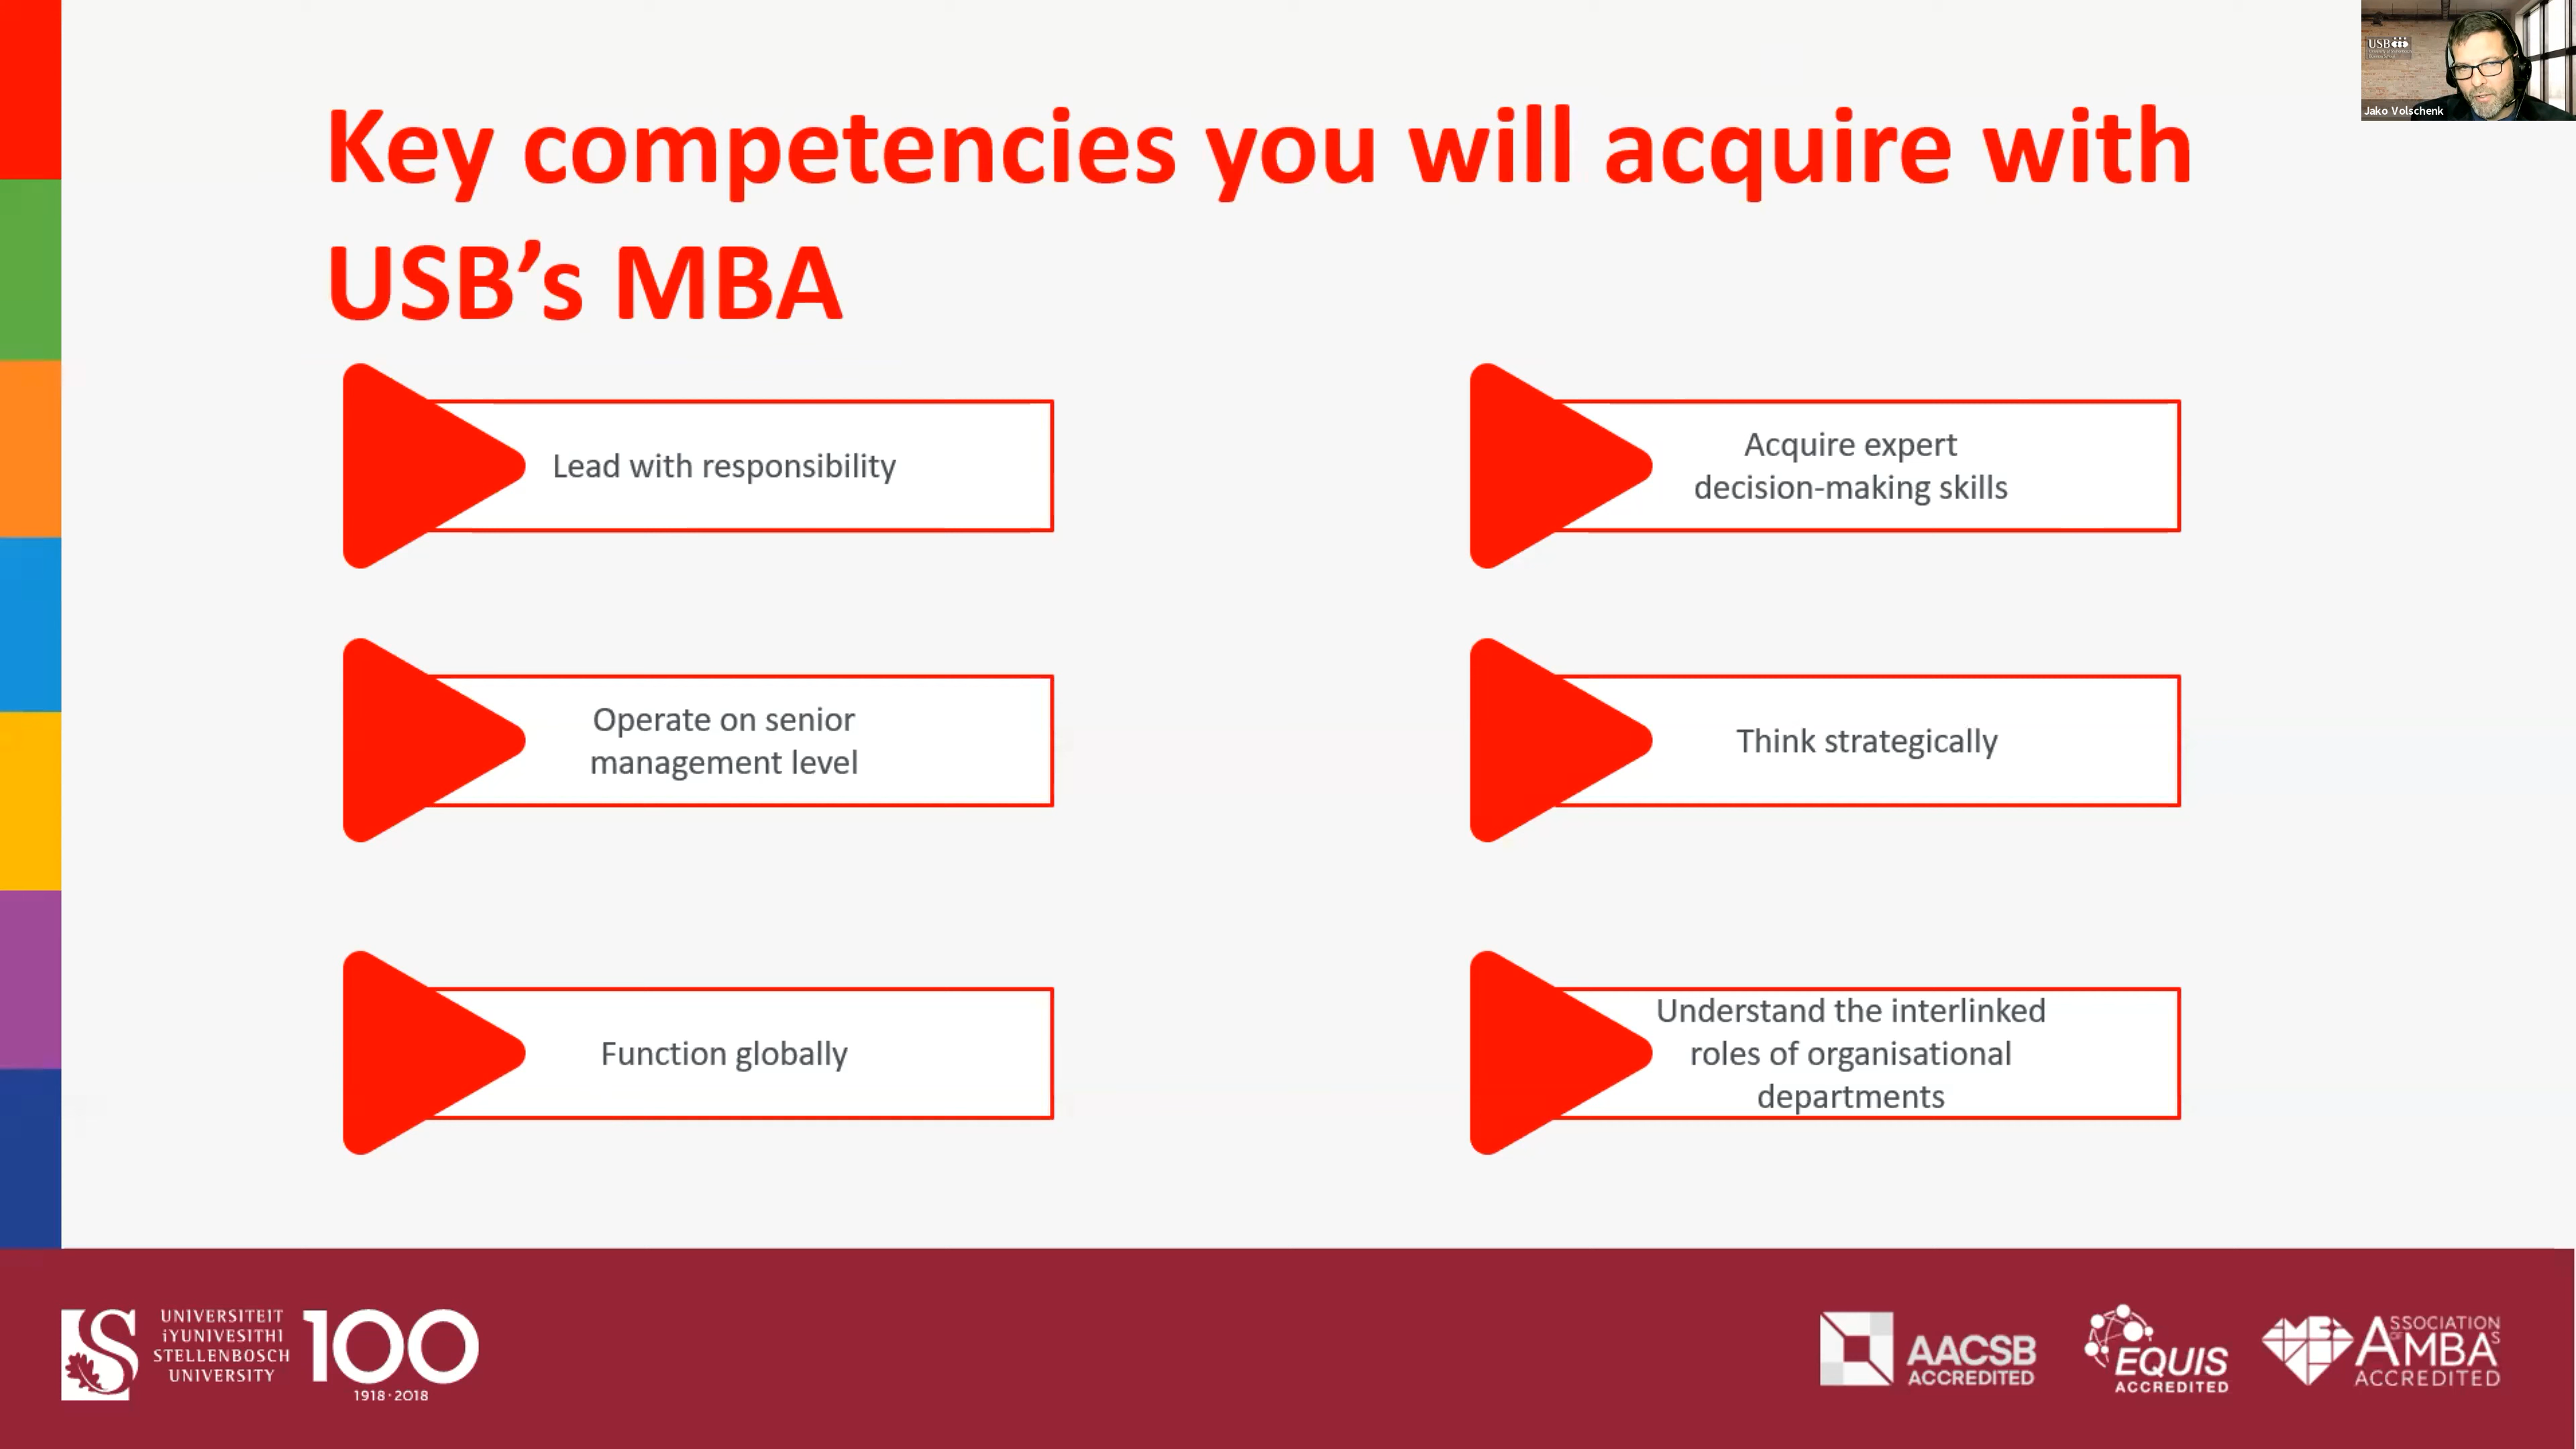 Key competencies you will acquire with
USB’s MBA
USB
Jako Volschenk
Lead with responsibility
Acquire expert
decision-making skills
Operate on senior
management level
Think strategically
Function globally
Understand the interlinked
roles of organisational
departments
UNIVERSITEIT
iYUNIVESITHI
STELLENBOSCH
UNIVERSITY
100
1918·2018
AACSB
ACCREDITED
EQUIS
ACCREDITED
ASSOCIATION
OF MBAS
ACCREDITED